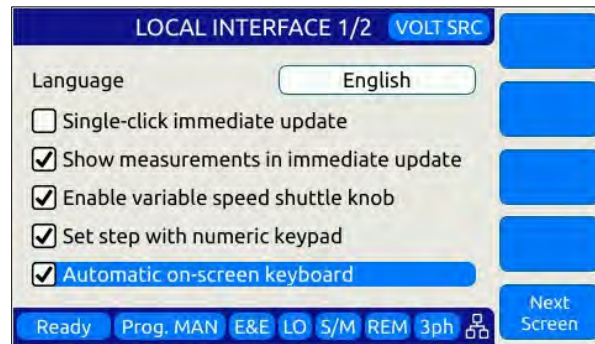 LOCAL INTERFACE 1/2 VOLT SRC
Language English
Single-click immediate update
Show measurements in immediate update
Enable variable speed shuttle knob
Set step with numeric keypad
Automatic on-screen keyboard
Next
Screen
Ready Prog. MAN E&E LO S/M REM 3ph